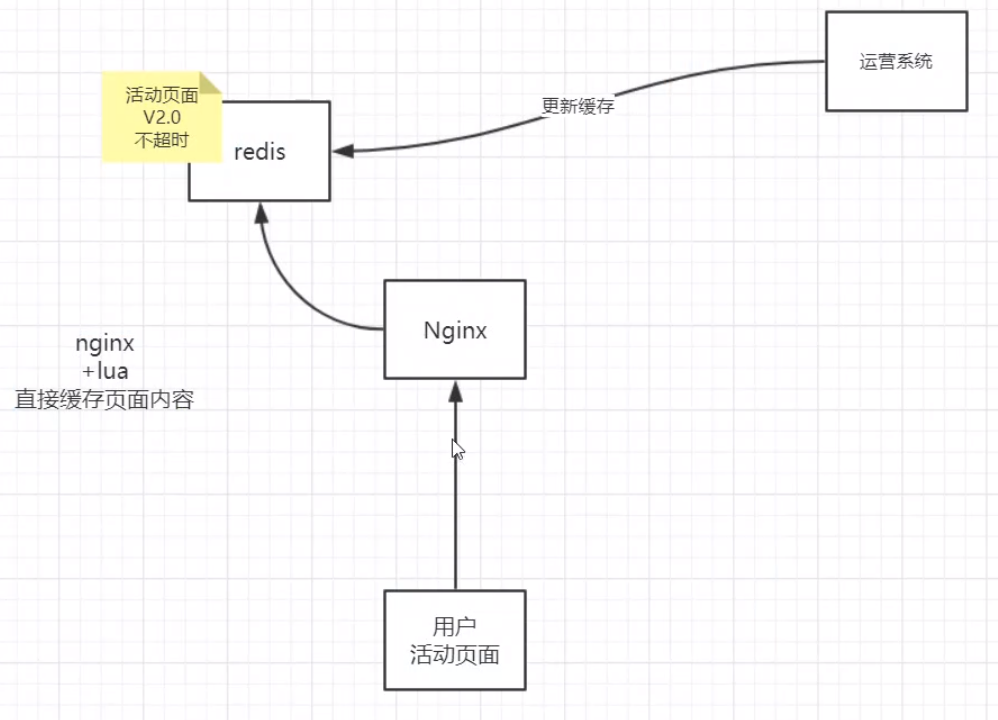 运营系统
活动页面
V2.0
不超时
更新缓存
redis
Nginx
nginx
+lua
直接缓存页面内容
用户
活动页面